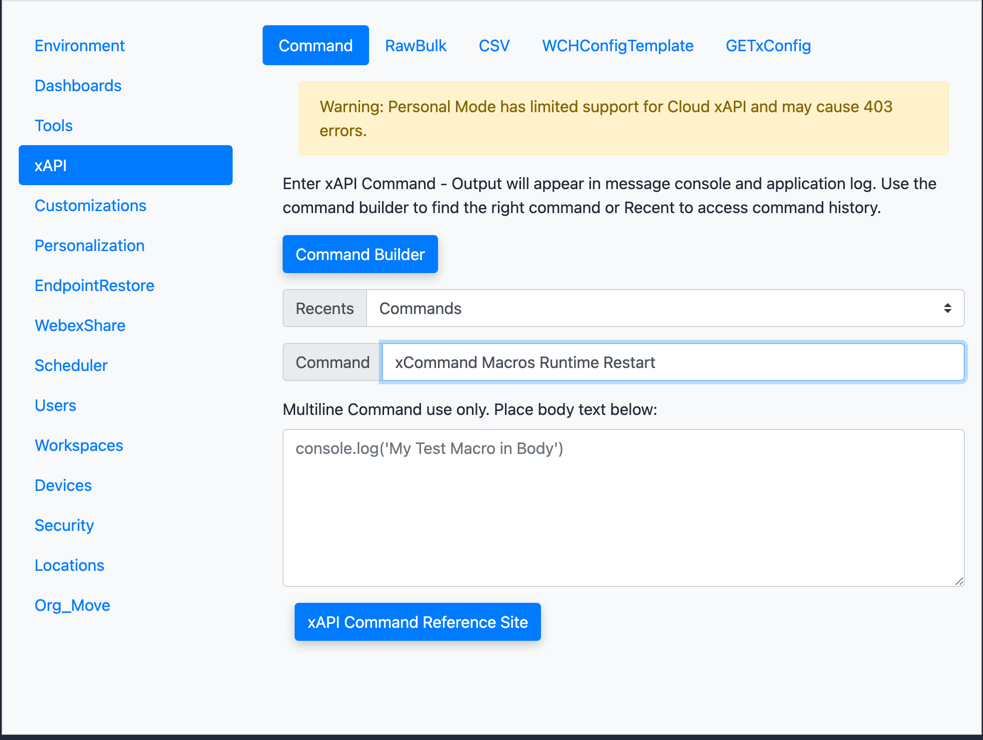 Environment
Dashboards
Tools
xAPI
Customizations
Personalization
EndpointRestore
WebexShare
Scheduler
Users
Workspaces
Devices
Security
Locations
Org_Move
Command RawBulk CSV WCHConfigTemplate GETxConfig
Warning: Personal Mode has limited support for Cloud xAPI and may cause 403
errors.
Enter xAPI Command - Output will appear in message console and application log. Use the
command builder to find the right command or Recent to access command history.
Command Builder
Recents Commands
Command xCommand Macros Runtime Restart
Multiline Command use only. Place body text below:
console.log('My Test Macro in Body')
xAPI Command Reference Site